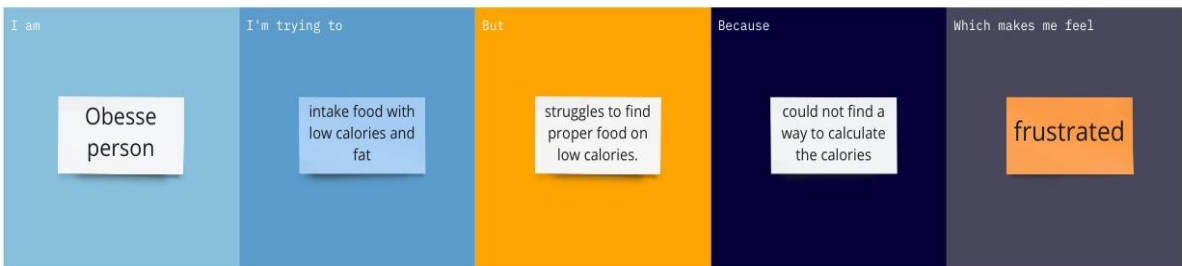 I am
Obesse
person
I'm trying to
intake food with
low calories and
fat
But
struggles to find
proper food on
low calories.
Because
could not find a
way to calculate
the calories
Which makes me feel
frustrated